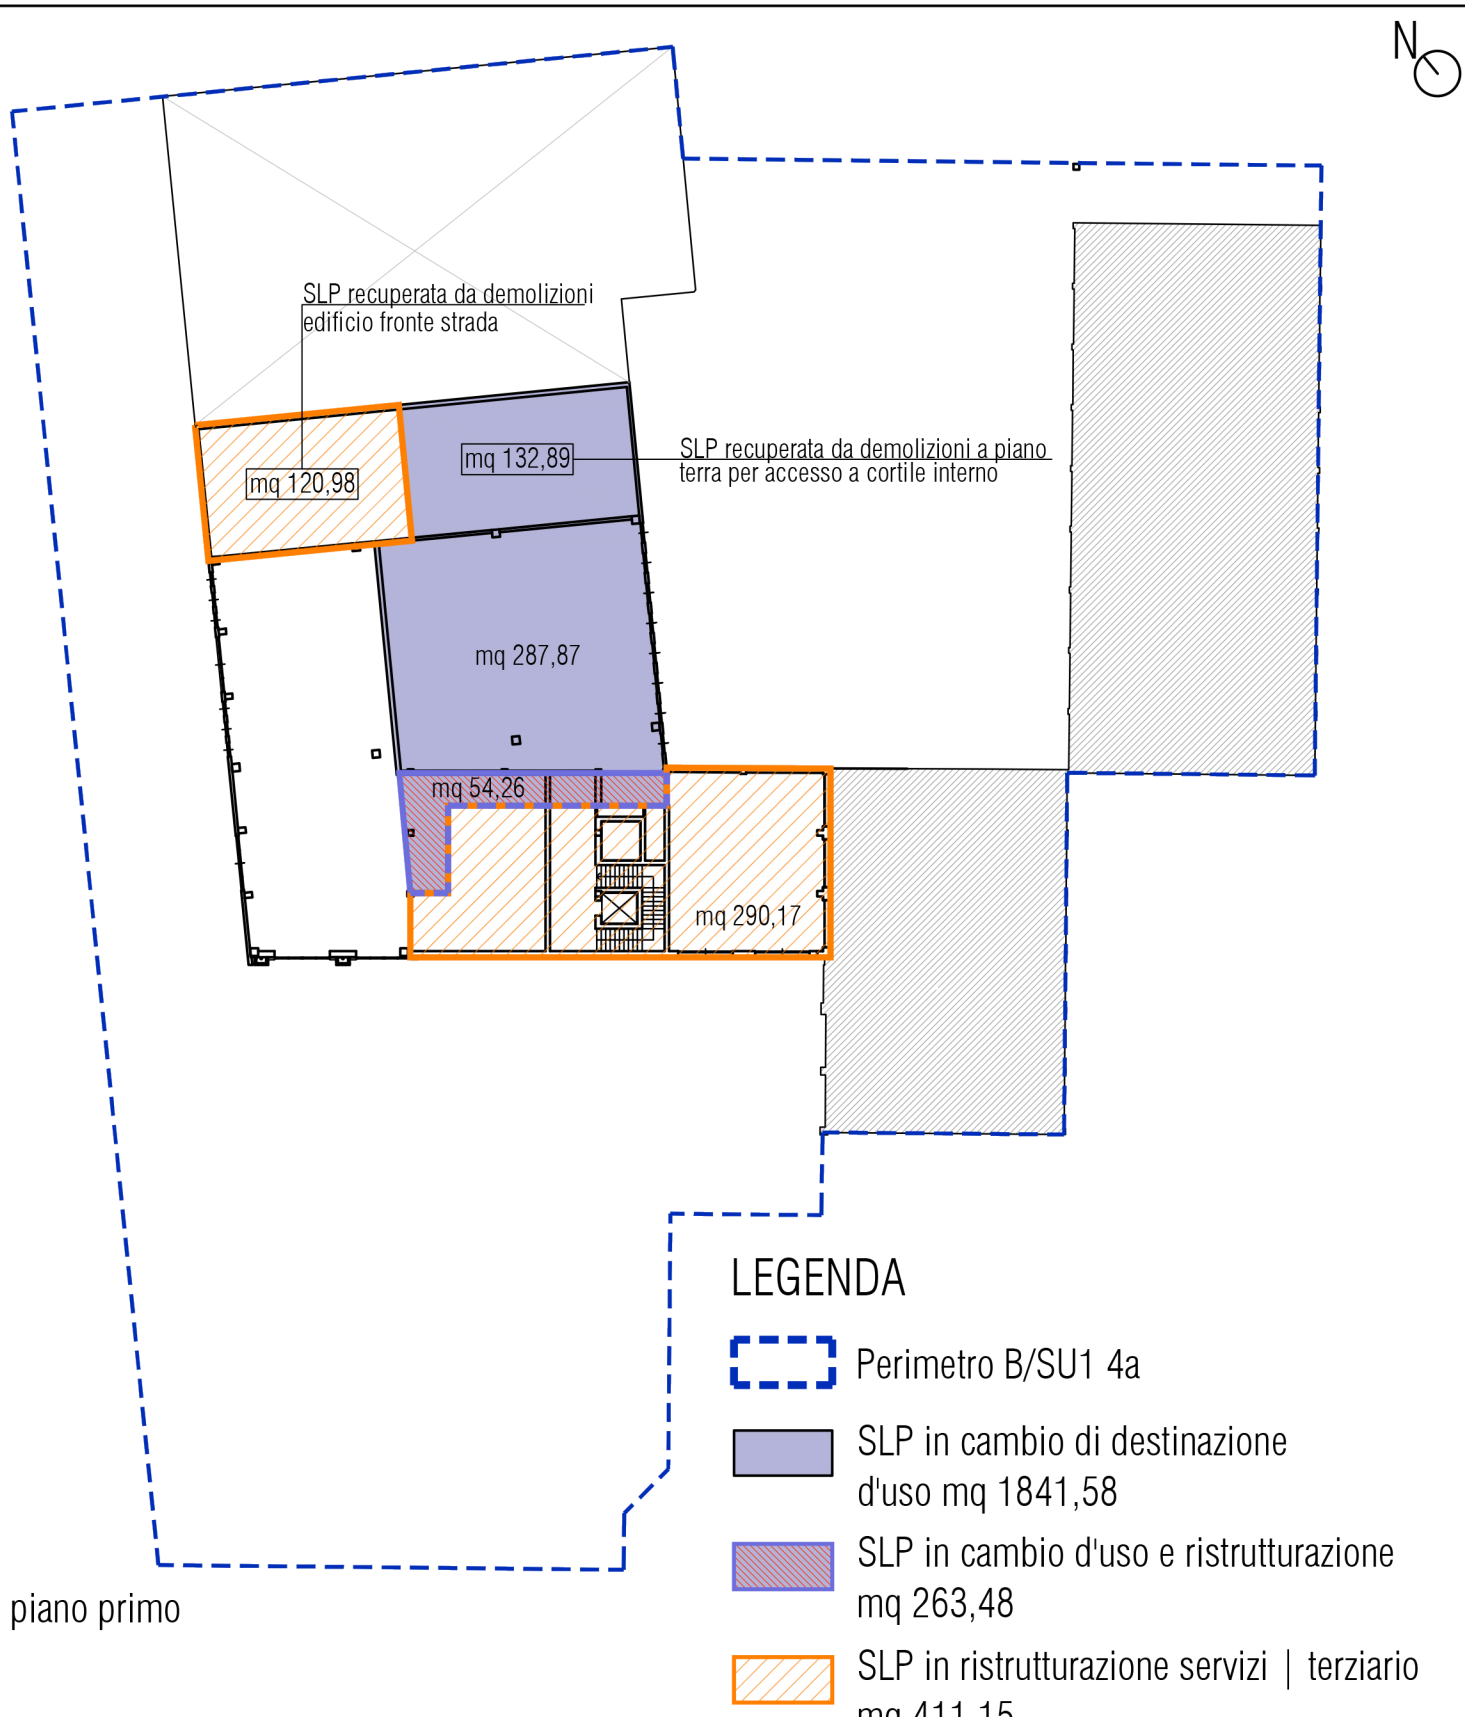 N
SLP recuperata da demolizioni
edificio fronte strada
mq 132,89
SLP recuperata da demolizioni a piano
terra per accesso a cortile interno
mq 120,98
mq 287,87
mq 54,26
mq 290,17
LEGENDA
Perimetro B/SU1 4a
SLP in cambio di destinazione
d'uso mq 1841,58
SLP in cambio d'uso e ristrutturazione
mq 263,48
piano primo
SLP in ristrutturazione servizi | terziario
mq 411,15